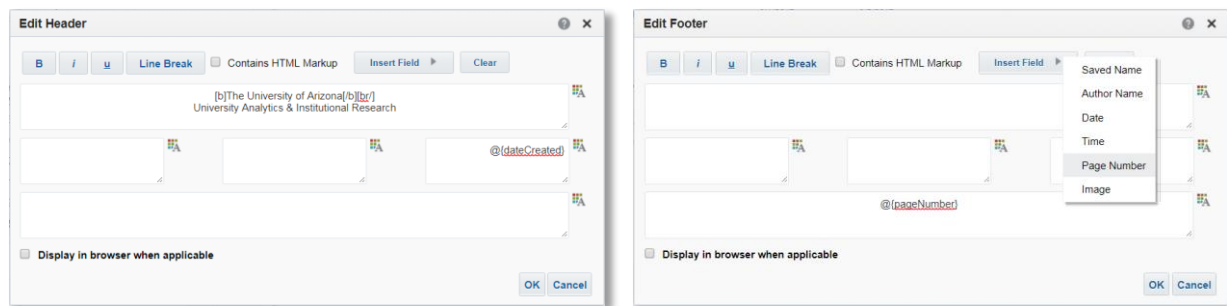 Edit Header
B i u Line Break Contains HTML Markup Insert Field Clear
[b]The University of Arizona[/b][br/]
University Analytics & Institutional Research
@{dateCreated}
Display in browser when applicable
OK Cancel
Edit Footer
B i u Line Break Contains HTML Markup Insert Field
Saved Name
Author Name
Date
Time
Page Number
Image
@{pageNumber}
Display in browser when applicable
OK Cancel